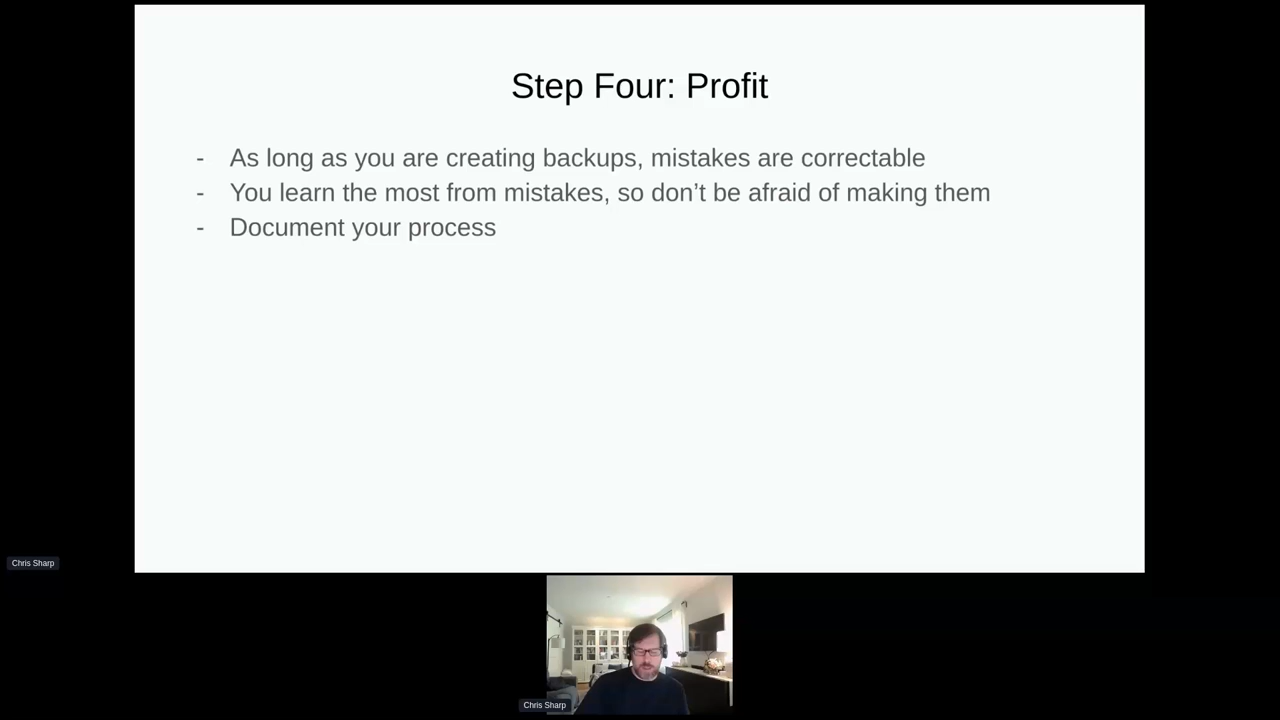 Step Four: Profit
- As long as you are creating backups, mistakes are correctable
- You learn the most from mistakes, so don’t be afraid of making them
- Document your process
Chris Sharp
Chris Sharp